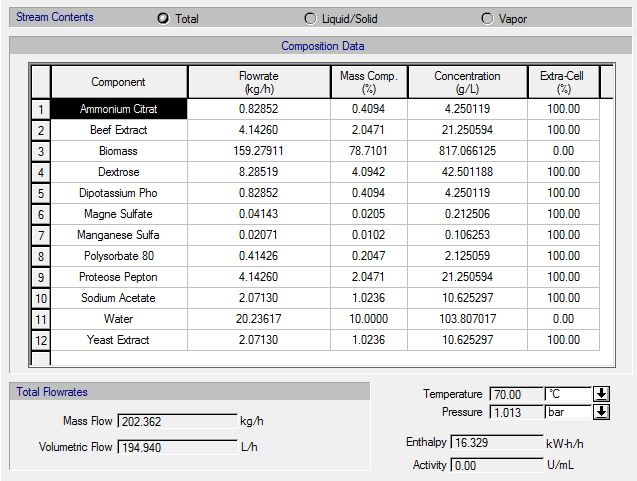 Stream Contents Total Liquid/Solid Vapor
Composition Data
Component Flowrate (kg/h) Mass Comp. (%) Concentration (g/L) Extra-Cell (%)
1 Ammonium Citrat 0.82852 0.4094 4.250119 100.00
2 Beef Extract 4.14260 2.0471 21.250594 100.00
3 Biomass 159.27911 78.7101 817.066125 0.00
4 Dextrose 8.28519 4.0942 42.501188 100.00
5 Dipotassium Pho 0.82852 0.4094 4.250119 100.00
6 Magne Sulfate 0.04143 0.0205 0.212506 100.00
7 Manganese Sulfa 0.02071 0.0102 0.106253 100.00
8 Polysorbate 80 0.41426 0.2047 2.125059 100.00
9 Proteose Pepton 4.14260 2.0471 21.250594 100.00
10 Sodium Acetate 2.07130 1.0236 10.625297 100.00
11 Water 20.23617 10.0000 103.807017 0.00
12 Yeast Extract 2.07130 1.0236 10.625297 100.00
Total Flowrates
Mass Flow 202.362 kg/h
Volumetric Flow 194.940 L/h
Temperature 70.00 °C
Pressure 1.013 bar
Enthalpy 16.329 kW-h/h
Activity 0.00 U/mL